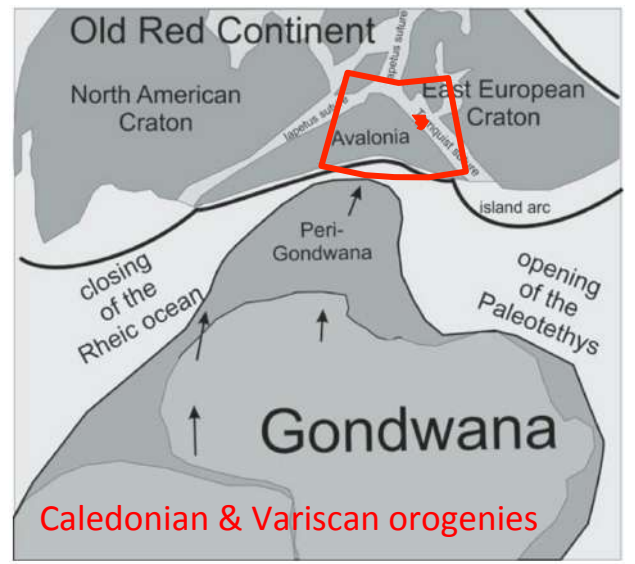 Old Red Continent
North American
Craton
Iapetus suture
Iapetus suture
East European
Craton
Avalonia
Tornquist suture
island arc
Peri-
Gondwana
closing
of the
Rheic ocean
opening
of the
Paleotethys
Gondwana
Caledonian & Variscan orogenies